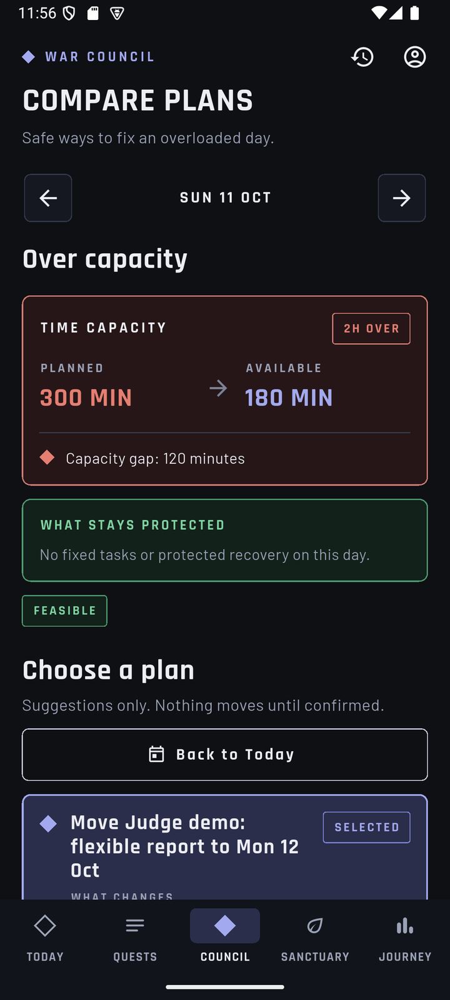 11:56
WAR COUNCIL
COMPARE PLANS
Safe ways to fix an overloaded day.
SUN 11 OCT
Over capacity
TIME CAPACITY
2H OVER
PLANNED
AVAILABLE
300 MIN
180 MIN
Capacity gap: 120 minutes
WHAT STAYS PROTECTED
No fixed tasks or protected recovery on this day.
FEASIBLE
Choose a plan
Suggestions only. Nothing moves until confirmed.
Back to Today
Move Judge demo:
flexible report to Mon 12
Oct
SELECTED
WHAT CHANGES
TODAY
QUESTS
COUNCIL
SANCTUARY
JOURNEY